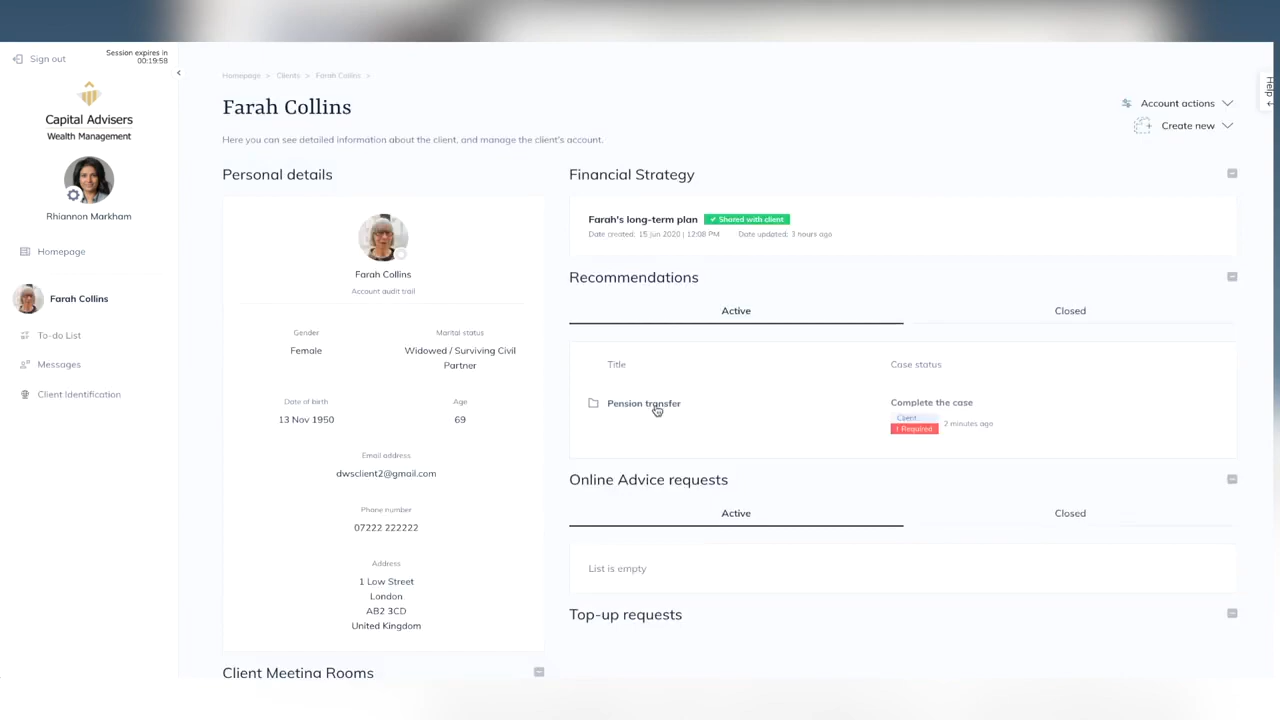 Sign out
Session expires in
00:19:58
Capital Advisers
Wealth Management
Rhiannon Markham
Homepage
Farah Collins
To-do List
Messages
Client Identification
Homepage > Clients > Farah Collins >
Farah Collins
Here you can see detailed information about the client, and manage the client's account.
Account actions
Create new
Help
Personal details
Farah Collins
Account audit trail
Gender
Female
Marital status
Widowed / Surviving Civil
Partner
Date of birth
13 Nov 1950
Age
69
Email address
dwsclient2@gmail.com
Phone number
07222 222222
Address
1 Low Street
London
AB2 3CD
United Kingdom
Client Meeting Rooms
Financial Strategy
Farah's long-term plan Shared with client
Date created: 15 Jun 2020 | 12:08 PM Date updated: 3 hours ago
Recommendations
Active Closed
Title Case status
Pension transfer Complete the case
Client
! Required 2 minutes ago
Online Advice requests
Active Closed
List is empty
Top-up requests